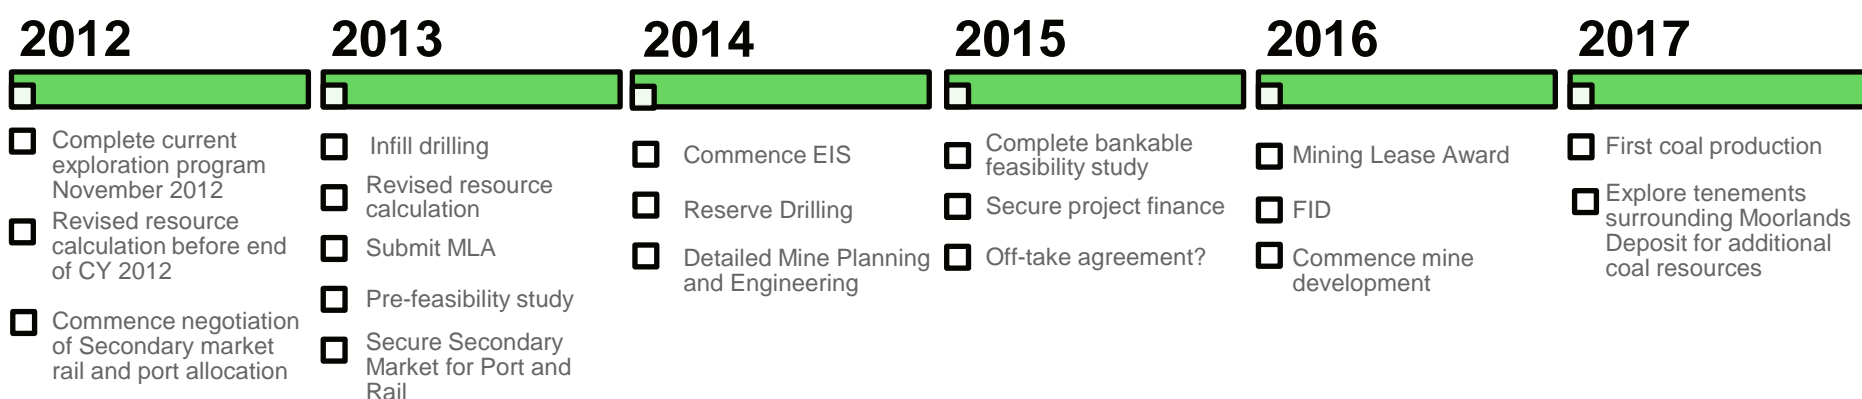 2012
Complete current
exploration program
November 2012
Revised resource
calculation before end
of CY 2012
Commence negotiation
of Secondary market
rail and port allocation
2013
Infill drilling
Revised resource
calculation
Submit MLA
Pre-feasibility study
Secure Secondary
Market for Port and
Rail
2014
Commence EIS
Reserve Drilling
Detailed Mine Planning
and Engineering
2015
Complete bankable
feasibility study
Secure project finance
Off-take agreement?
2016
Mining Lease Award
FID
Commence mine
development
2017
First coal production
Explore tenements
surrounding Moorlands
Deposit for additional
coal resources